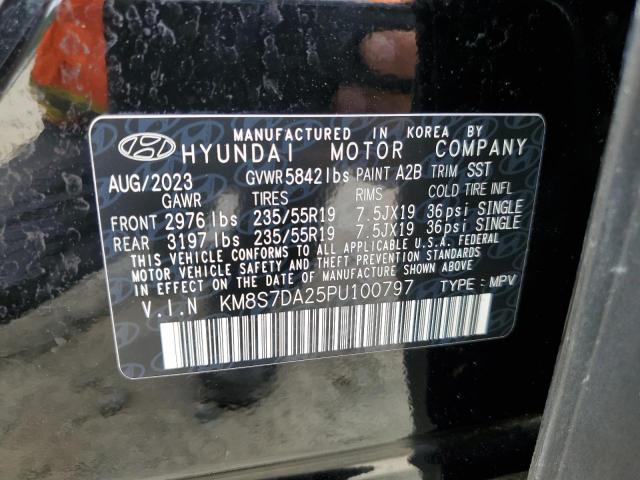 MANUFACTURED IN KOREA BY
HYUNDAI MOTOR COMPANY
AUG/2023 GVWR5842lbs PAINT A2B TRIM SST
GAWR TIRES RIMS COLD TIRE INFL
FRONT 2976lbs 235/55R19 7.5JX19 36psi SINGLE
REAR 3197lbs 235/55R19 7.5JX19 36psi SINGLE
THIS VEHICLE CONFORMS TO ALL APPLICABLE U.S.A. FEDERAL
MOTOR VEHICLE SAFETY AND THEFT PREVENTION STANDARDS
IN EFFECT ON THE DATE OF MANUFACTURE SHOWN ABOVE.
V.I.N KM8S7DA25PU100797 TYPE : MPV